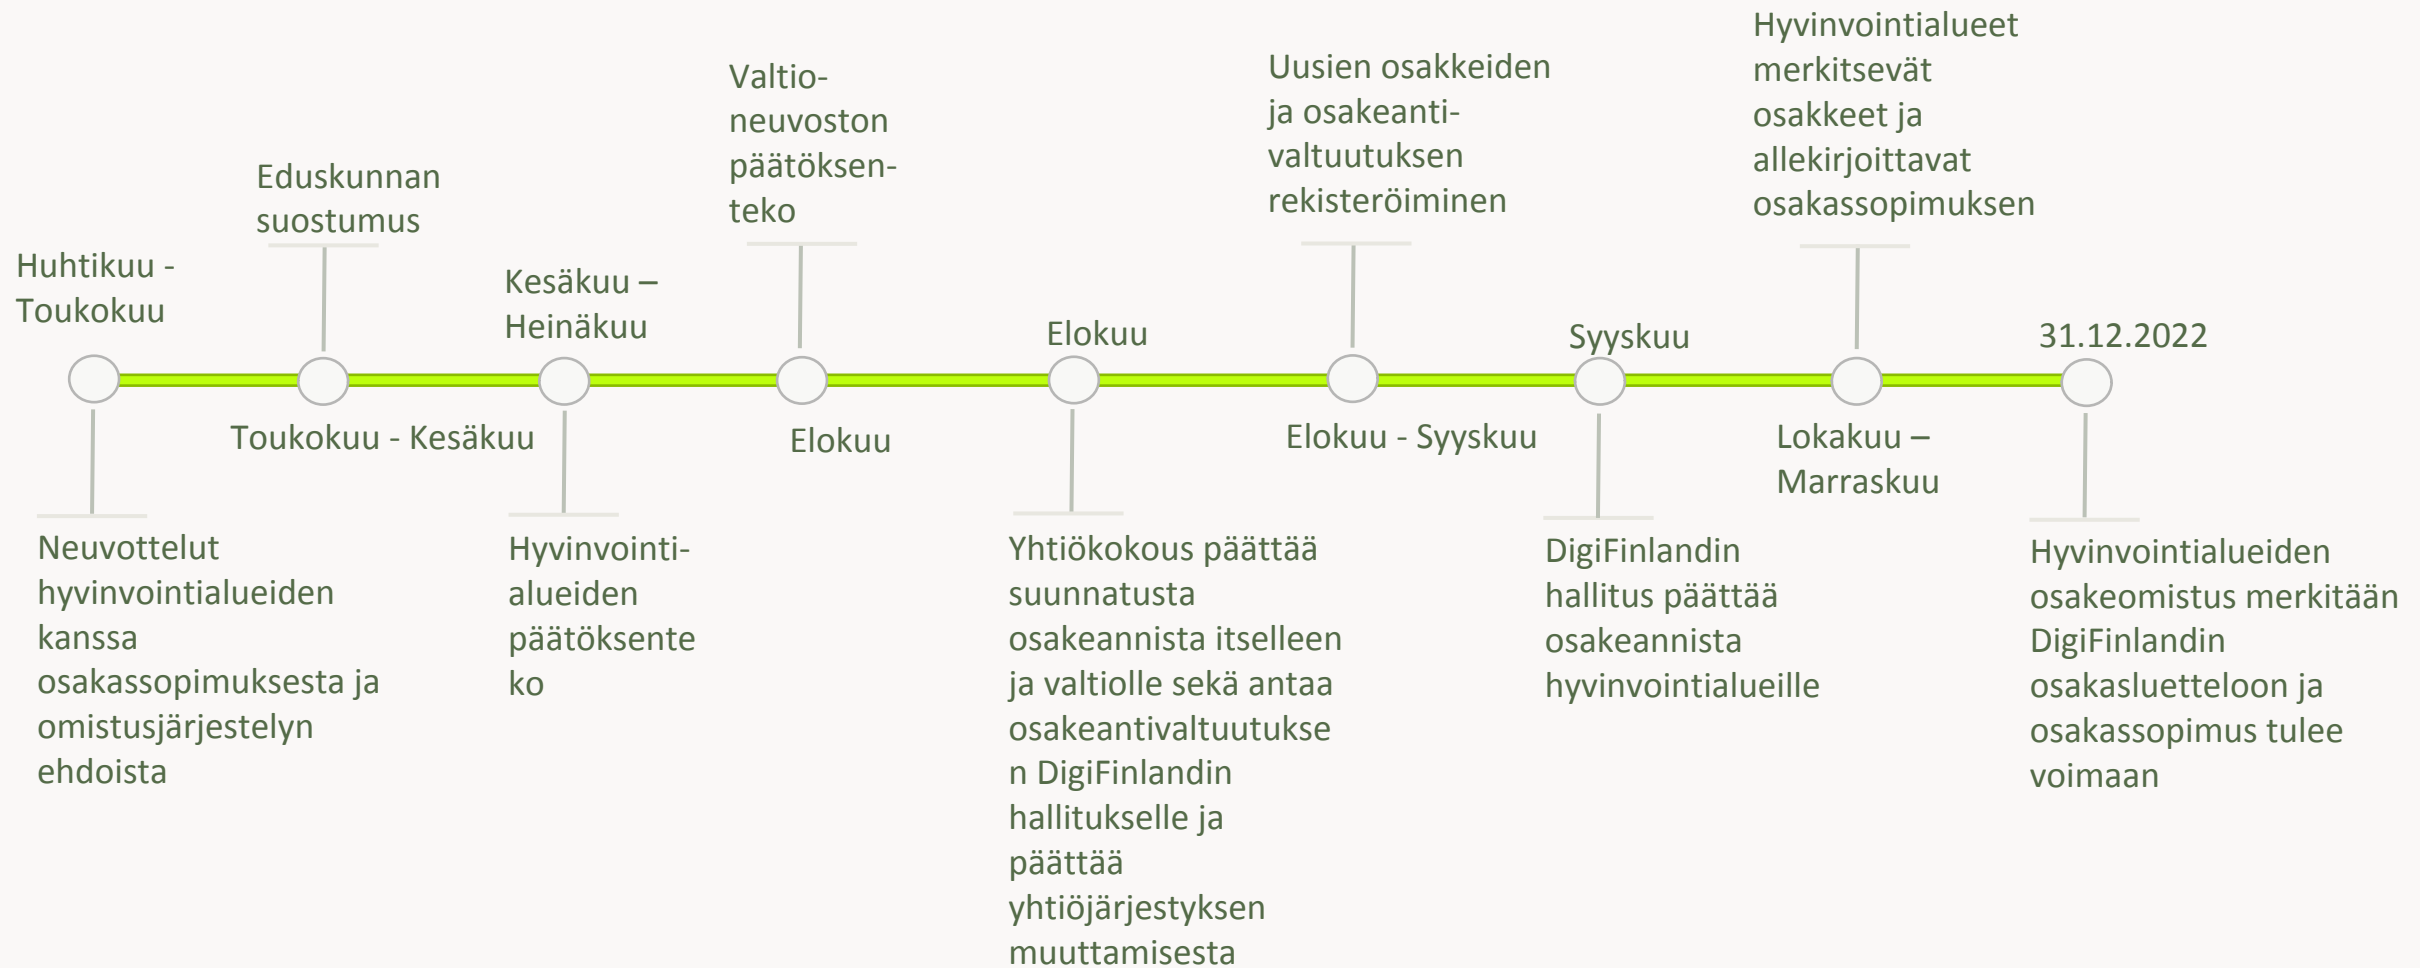 Huhtikuu -
Toukokuu
Neuvottelut
hyvinvointialueiden
kanssa
osakassopimuksesta ja
omistusjärjestelyn
ehdoista
Eduskunnan
suostumus
Toukokuu - Kesäkuu
Kesäkuu –
Heinäkuu
Hyvinvointi-
alueiden
päätöksente
ko
Valtio-
neuvoston
päätöksen-
teko
Elokuu
Elokuu
Yhtiökokous päättää
suunnatusta
osakeannista itselleen
ja valtiolle sekä antaa
osakeantivaltuutukse
n DigiFinlandin
hallitukselle ja
päättää
yhtiöjärjestyksen
muuttamisesta
Uusien osakkeiden
ja osakeanti-
valtuutuksen
rekisteröiminen
Elokuu - Syyskuu
Syyskuu
DigiFinlandin
hallitus päättää
osakeannista
hyvinvointialueille
Hyvinvointialueet
merkitsevät
osakkeet ja
allekirjoittavat
osakassopimuksen
Lokakuu –
Marraskuu
31.12.2022
Hyvinvointialueiden
osakeomistus merkitään
DigiFinlandin
osakasluetteloon ja
osakassopimus tulee
voimaan